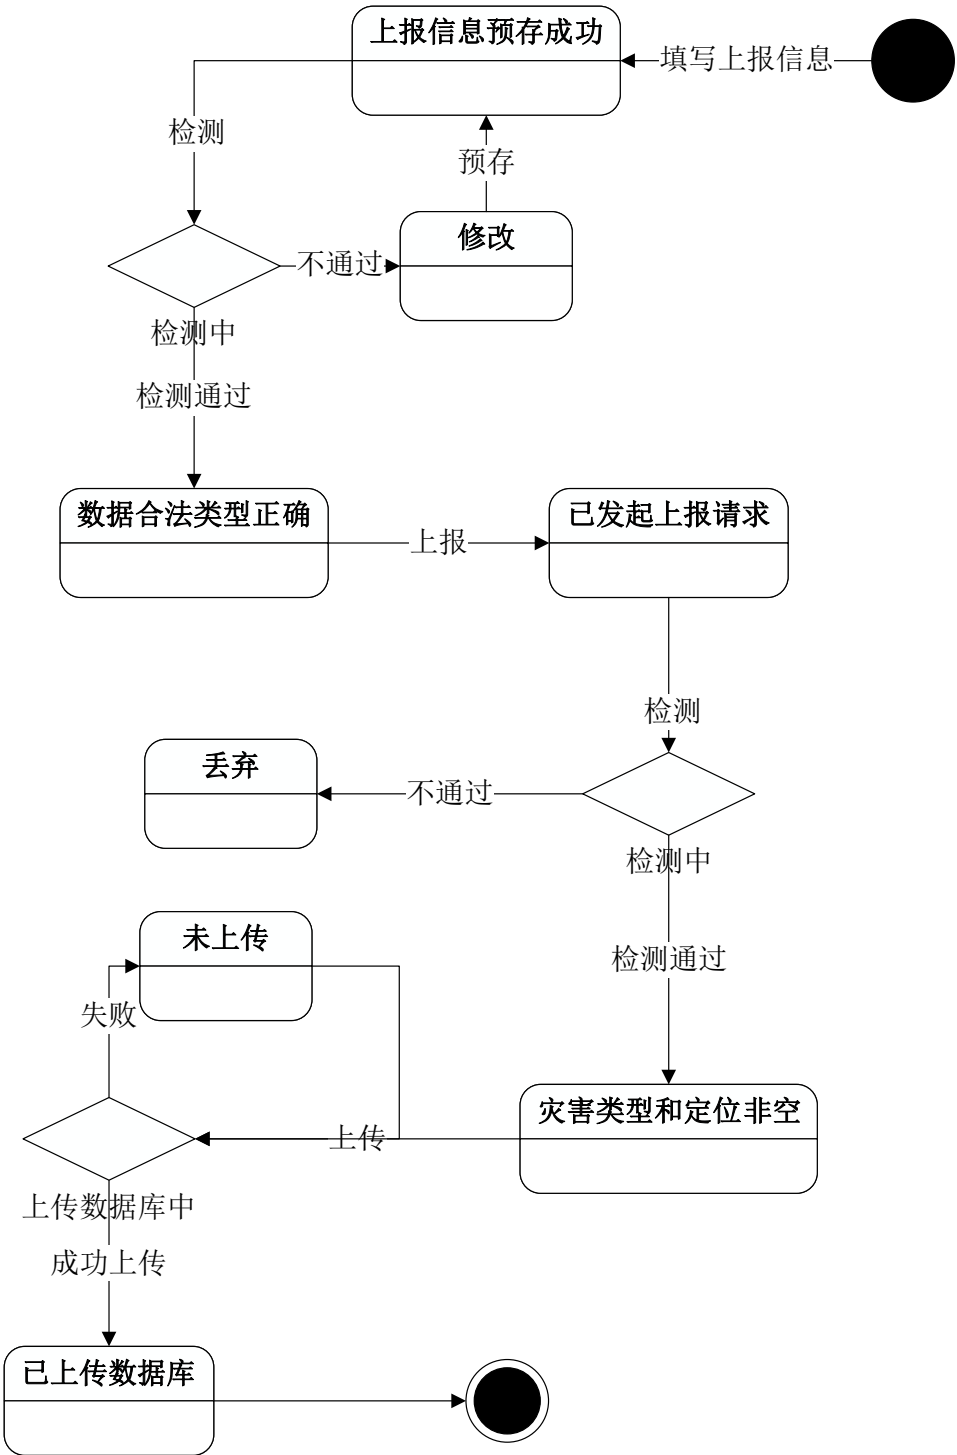 上报信息预存成功
填写上报信息
检测
预存
修改
不通过
检测中
检测通过
数据合法类型正确
上报
已发起上报请求
检测
丢弃
不通过
检测中
未上传
检测通过
失败
灾害类型和定位非空
上传
上传数据库中
成功上传
已上传数据库